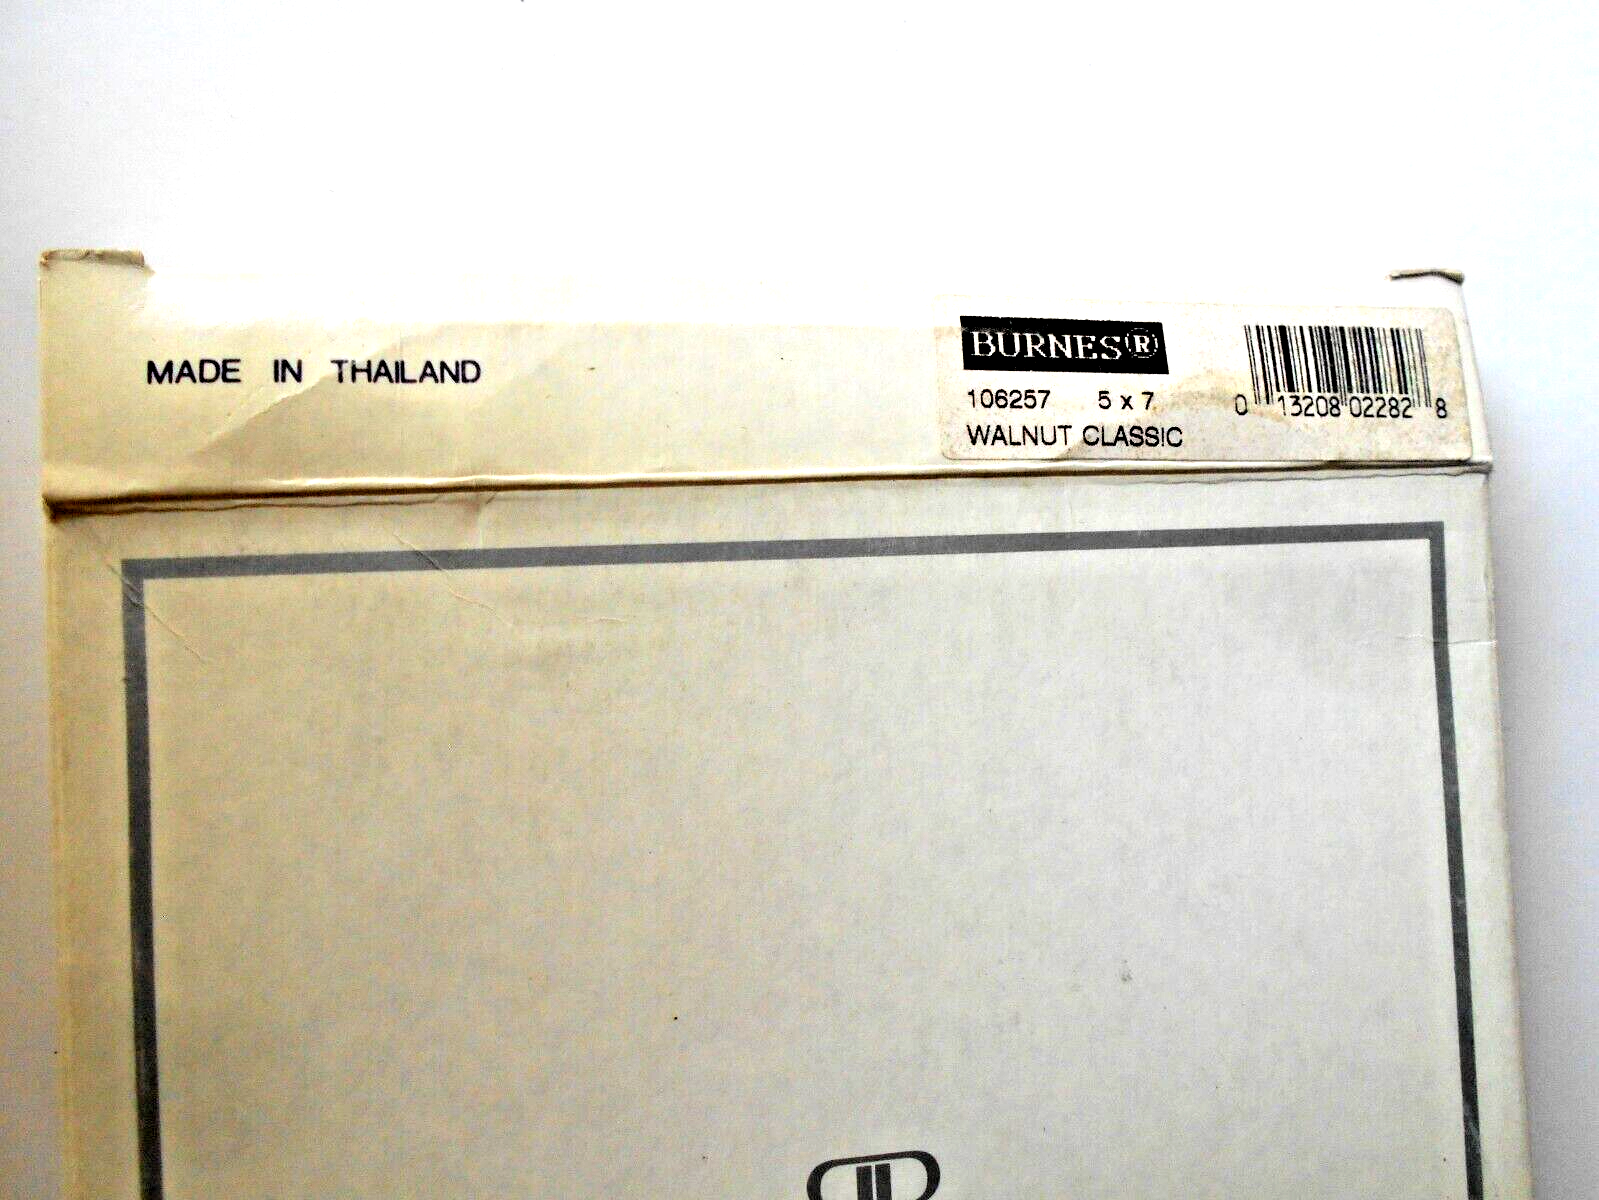 MADE IN THAILAND
BURNES®
106257 5 x 7
WALNUT CLASSIC
0 13208 02282 8